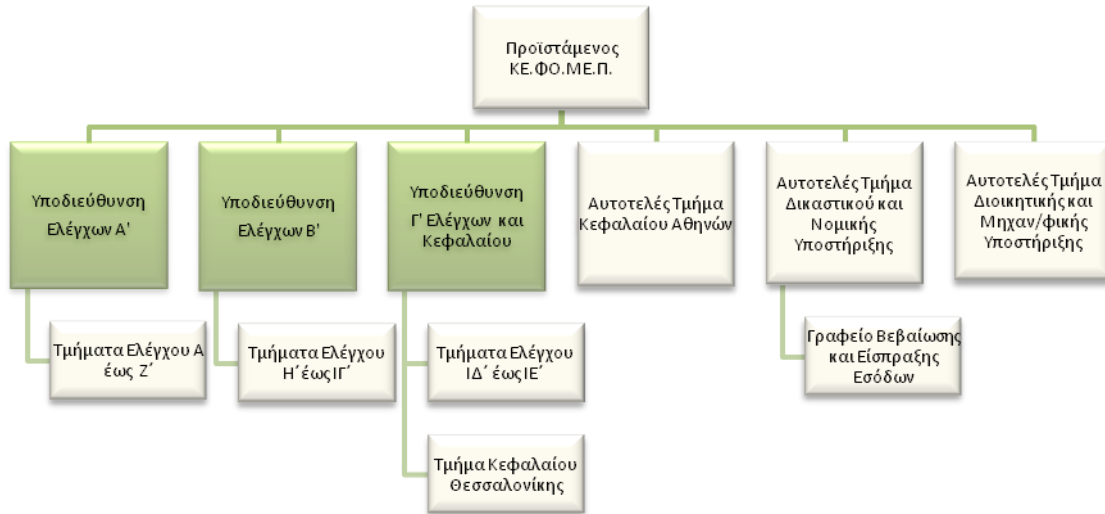 Προϊστάμενος
ΚΕ.ΦΟ.ΜΕ.Π.
Υποδιεύθυνση
Ελέγχων Α'
Υποδιεύθυνση
Ελέγχων Β'
Υποδιεύθυνση
Γ' Ελέγχων και
Κεφαλαίου
Αυτοτελές Τμήμα
Κεφαλαίου Αθηνών
Αυτοτελές Τμήμα
Δικαστικού και
Νομικής
Υποστήριξης
Αυτοτελές Τμήμα
Διοικητικής και
Μηχαν/φικής
Υποστήριξης
Τμήματα Ελέγχου Α
έως Ζ΄
Τμήματα Ελέγχου
Η΄ έως ΙΓ΄
Τμήματα Ελέγχου
ΙΔ΄ έως ΙΕ΄
Γραφείο Βεβαίωσης
και Είσπραξης
Εσόδων
Τμήμα Κεφαλαίου
Θεσσαλονίκης